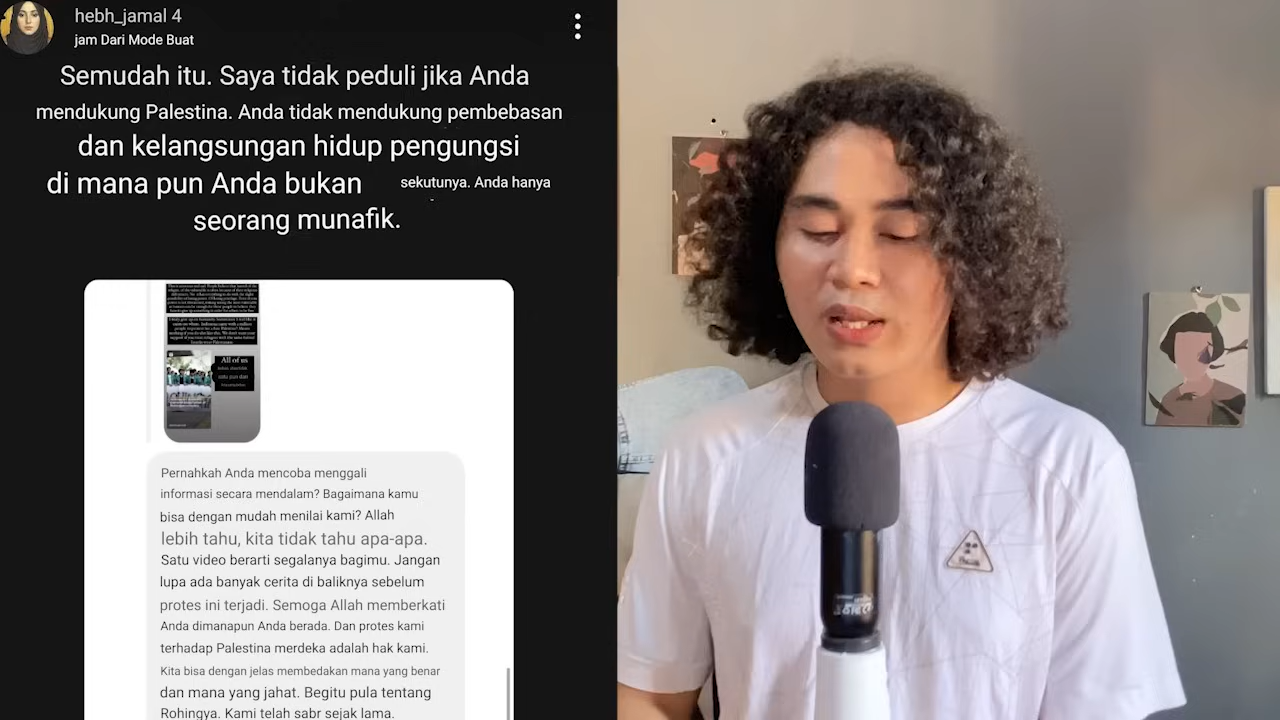 hebh_jamal 4
jam Dari Mode Buat
Semudah itu. Saya tidak peduli jika Anda
mendukung Palestina. Anda tidak mendukung pembebasan
dan kelangsungan hidup pengungsi
di mana pun Anda bukan sekutunya. Anda hanya
seorang munafik.
All of us
satu pun dan
Pernahkah Anda mencoba menggali
informasi secara mendalam? Bagaimana kamu
bisa dengan mudah menilai kami? Allah
lebih tahu, kita tidak tahu apa-apa.
Satu video berarti segalanya bagimu. Jangan
lupa ada banyak cerita di baliknya sebelum
protes ini terjadi. Semoga Allah memberkati
Anda dimanapun Anda berada. Dan protes kami
terhadap Palestina merdeka adalah hak kami.
Kita bisa dengan jelas membedakan mana yang benar
dan mana yang jahat. Begitu pula tentang
Rohingya. Kami telah sabr sejak lama.